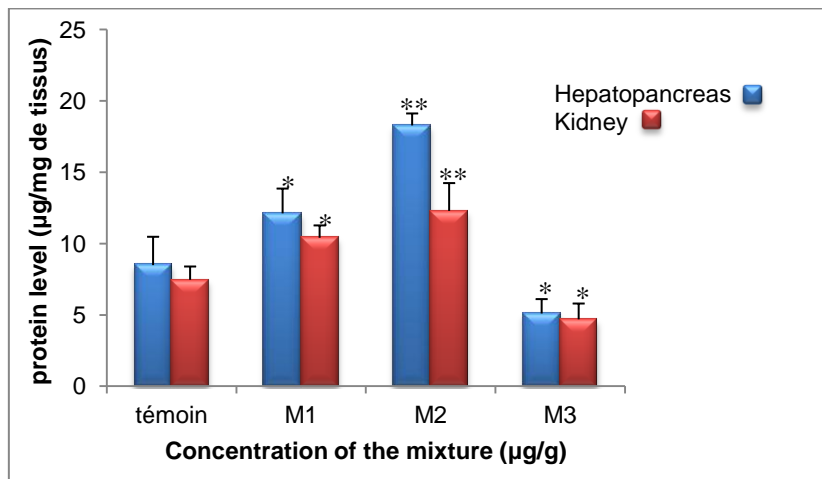 25
20
15
10
5
0
protein level (µg/mg de tissus)
Hepatopancreas
Kidney
*
*
**
**
*
*
témoin M1 M2 M3
Concentration of the mixture (µg/g)